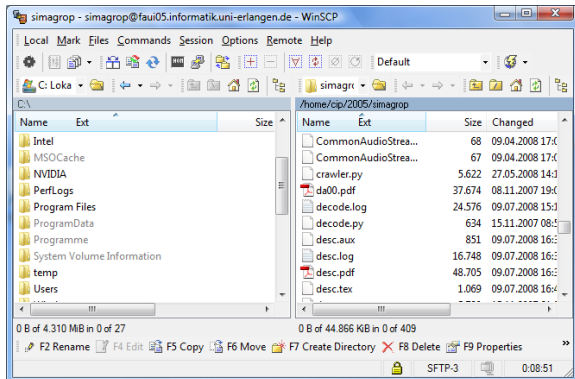 simagrop - simagrop@faui05.informatik.uni-erlangen.de - WinSCP
Local Mark Files Commands Session Options Remote Help
Default
C: Loka
simagro
C:\
/home/cip/2005/simagrop
Name Ext Size
Name Ext Size Changed
Intel
MSOCache
NVIDIA
PerfLogs
Program Files
ProgramData
Programme
System Volume Information
temp
Users
CommonAudioStrea... 68 09.04.2008 17:0
CommonAudioStrea... 67 09.04.2008 17:0
crawler.py 5.622 27.05.2008 14:1
da00.pdf 37.674 08.11.2007 19:0
decode.log 24.576 09.07.2008 15:1
decode.py 634 15.11.2007 08:5
desc.aux 851 09.07.2008 16:3
desc.log 16.748 09.07.2008 16:3
desc.pdf 48.705 09.07.2008 16:3
desc.tex 1.069 09.07.2008 16:4
0 B of 4.310 MiB in 0 of 27
0 B of 44.866 KiB in 0 of 409
F2 Rename F4 Edit F5 Copy F6 Move F7 Create Directory F8 Delete F9 Properties »
SFTP-3 0:08:51